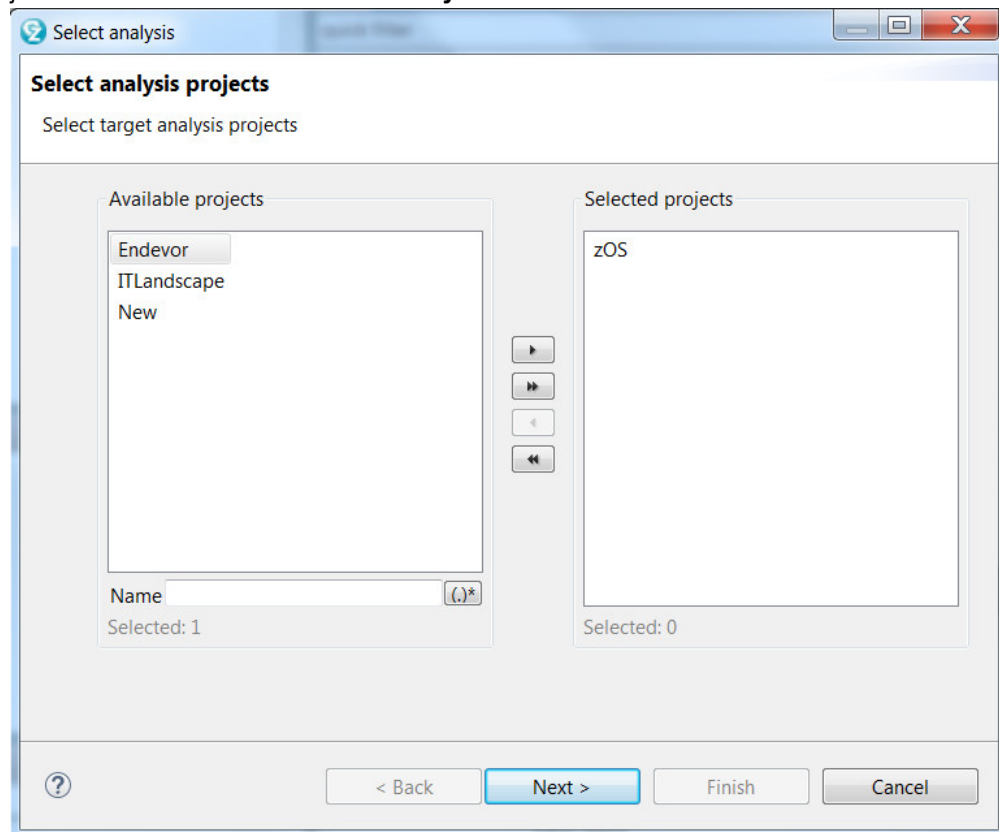 Select analysis
Select analysis projects
Select target analysis projects
Available projects
Endevor
ITLandscape
New
Name
(.)*
Selected: 1
Selected projects
zOS
Selected: 0
?
< Back
Next >
Finish
Cancel